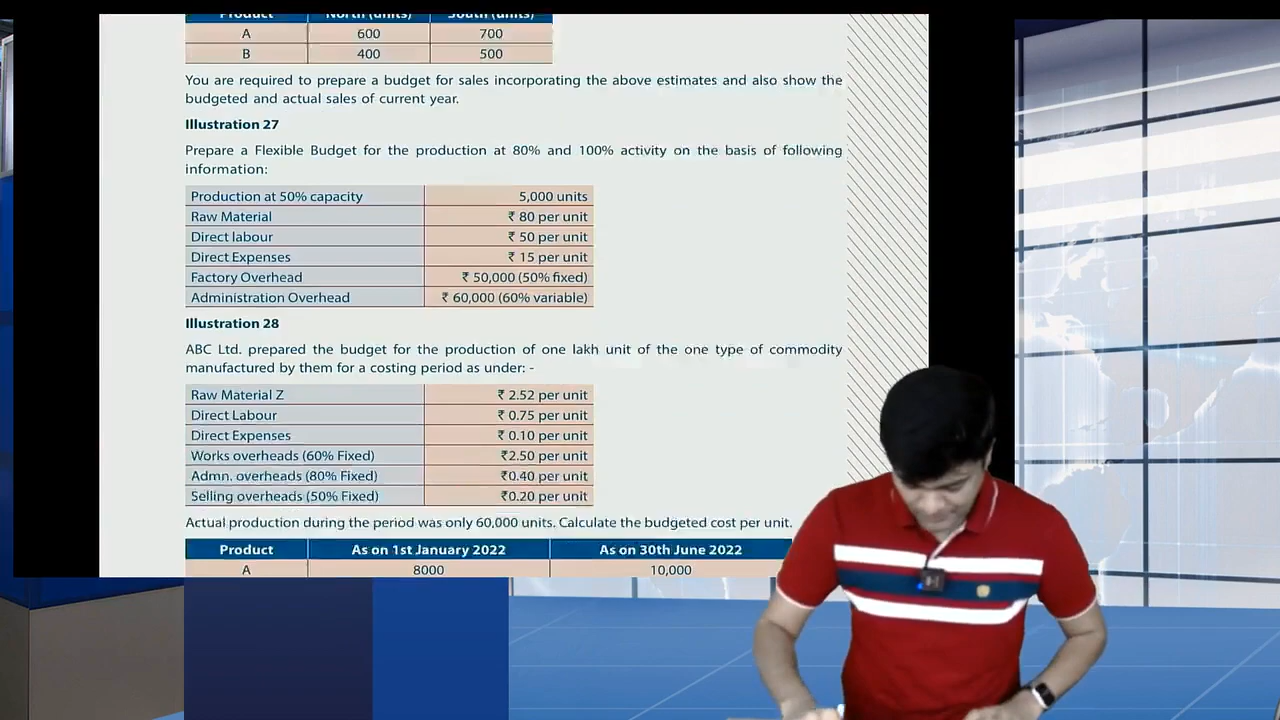 Product North (units) South (units)
A 600 700
B 400 500
You are required to prepare a budget for sales incorporating the above estimates and also show the
budgeted and actual sales of current year.
Illustration 27
Prepare a Flexible Budget for the production at 80% and 100% activity on the basis of following
information:
Production at 50% capacity 5,000 units
Raw Material ₹ 80 per unit
Direct labour ₹ 50 per unit
Direct Expenses ₹ 15 per unit
Factory Overhead ₹ 50,000 (50% fixed)
Administration Overhead ₹ 60,000 (60% variable)
Illustration 28
ABC Ltd. prepared the budget for the production of one lakh unit of the one type of commodity
manufactured by them for a costing period as under: -
Raw Material Z ₹ 2.52 per unit
Direct Labour ₹ 0.75 per unit
Direct Expenses ₹ 0.10 per unit
Works overheads (60% Fixed) ₹2.50 per unit
Admn. overheads (80% Fixed) ₹0.40 per unit
Selling overheads (50% Fixed) ₹0.20 per unit
Actual production during the period was only 60,000 units. Calculate the budgeted cost per unit.
Product As on 1st January 2022 As on 30th June 2022
A 8000 10,000